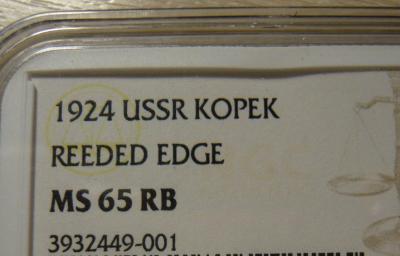 1924 USSR KOPEK
REEDED EDGE
MS 65 RB
3932449-001